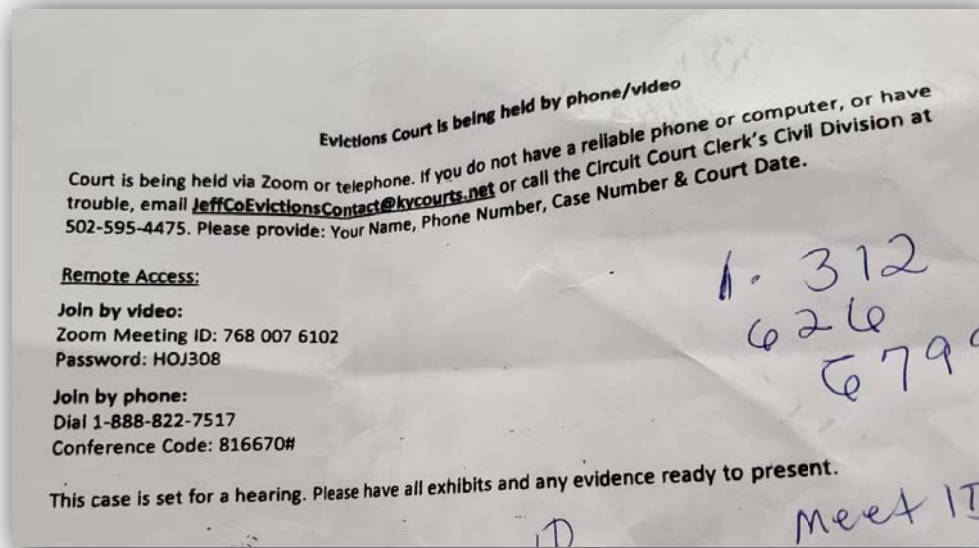 Evictions Court is being held by phone/video
Court is being held via Zoom or telephone. If you do not have a reliable phone or computer, or have
trouble, email JeffCoEvictionsContact@kycourts.net or call the Circuit Court Clerk's Civil Division at
502-595-4475. Please provide: Your Name, Phone Number, Case Number & Court Date.
Remote Access:
Join by video:
Zoom Meeting ID: 768 007 6102
Password: HOJ308
Join by phone:
Dial 1-888-822-7517
Conference Code: 816670#
1. 312
626
679
This case is set for a hearing. Please have all exhibits and any evidence ready to present.
Meet ID
ID